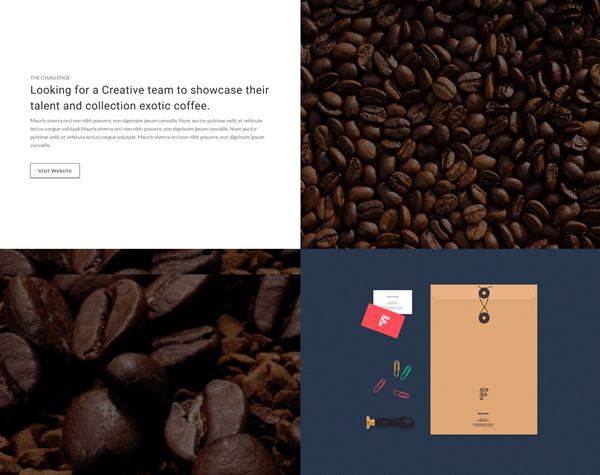 THE CHALLENGE
Looking for a Creative team to showcase their
talent and collection exotic coffee.
Mauris viverra orci non nibh posuere, non dignissim ipsum convallis. Nunc auctor pulvinar velit, et vehicula
lectus congue volutpat.Mauris viverra orci non nibh posuere, non dignissim ipsum convallis. Nunc auctor
pulvinar velit, et vehicula lectus congue volutpat. Mauris viverra orcison nibh posuere, non dignissim ipsum
convallis.
Visit Website